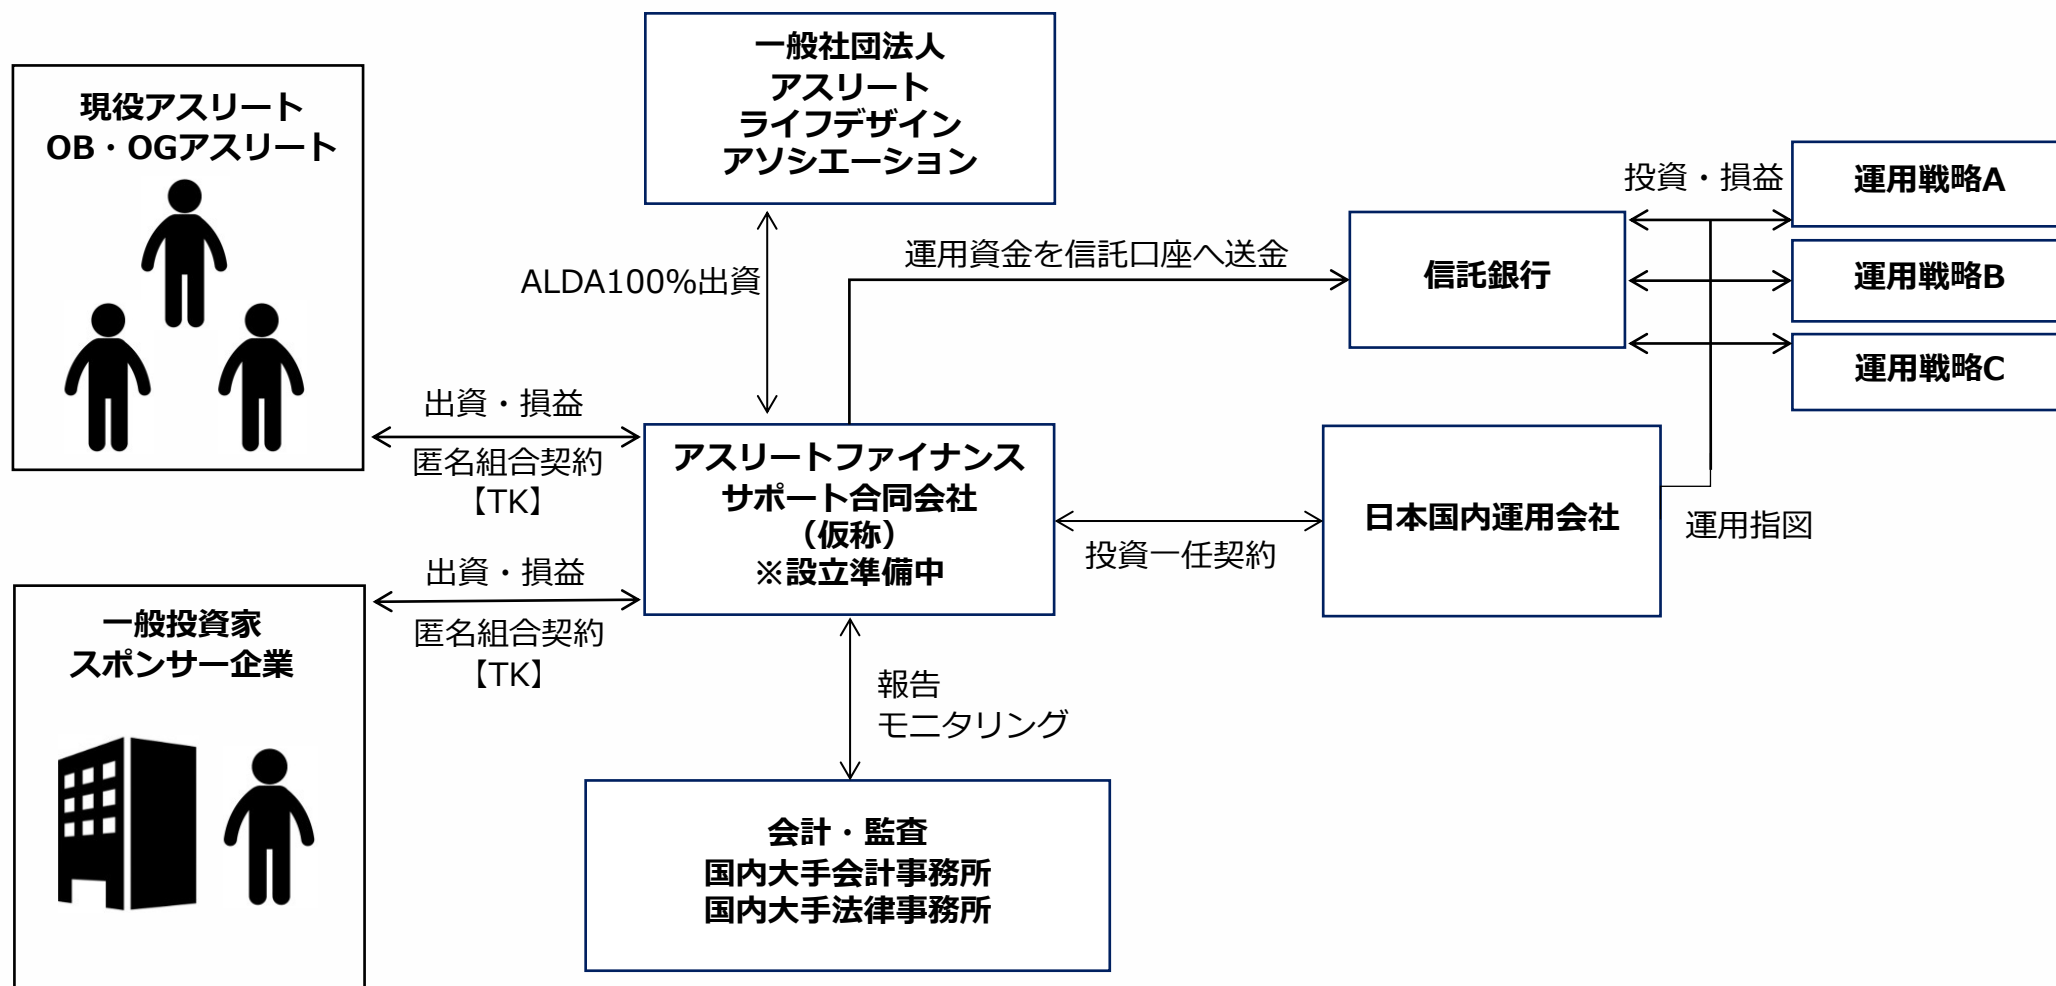 一般社団法人
アスリート
ライフデザイン
アソシエーション
現役アスリート
OB・OGアスリート
ALDA100%出資
運用資金を信託口座へ送金
信託銀行
投資・損益
運用戦略A
運用戦略B
運用戦略C
出資・損益
匿名組合契約
【TK】
アスリートファイナンス
サポート合同会社
（仮称）
※設立準備中
投資一任契約
日本国内運用会社
運用指図
出資・損益
匿名組合契約
【TK】
一般投資家
スポンサー企業
報告
モニタリング
会計・監査
国内大手会計事務所
国内大手法律事務所